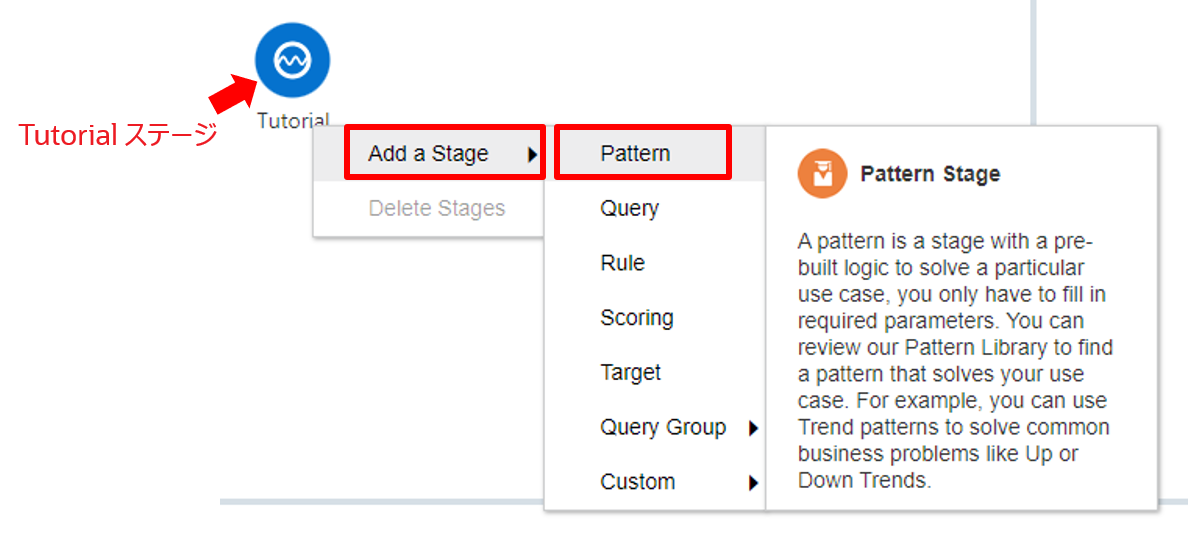 Tutorial
Tutorial ステージ
Add a Stage
Delete Stages
Pattern
Query
Rule
Scoring
Target
Query Group
Custom
Pattern Stage
A pattern is a stage with a pre-
built logic to solve a particular
use case, you only have to fill in
required parameters. You can
review our Pattern Library to find
a pattern that solves your use
case. For example, you can use
Trend patterns to solve common
business problems like Up or
Down Trends.